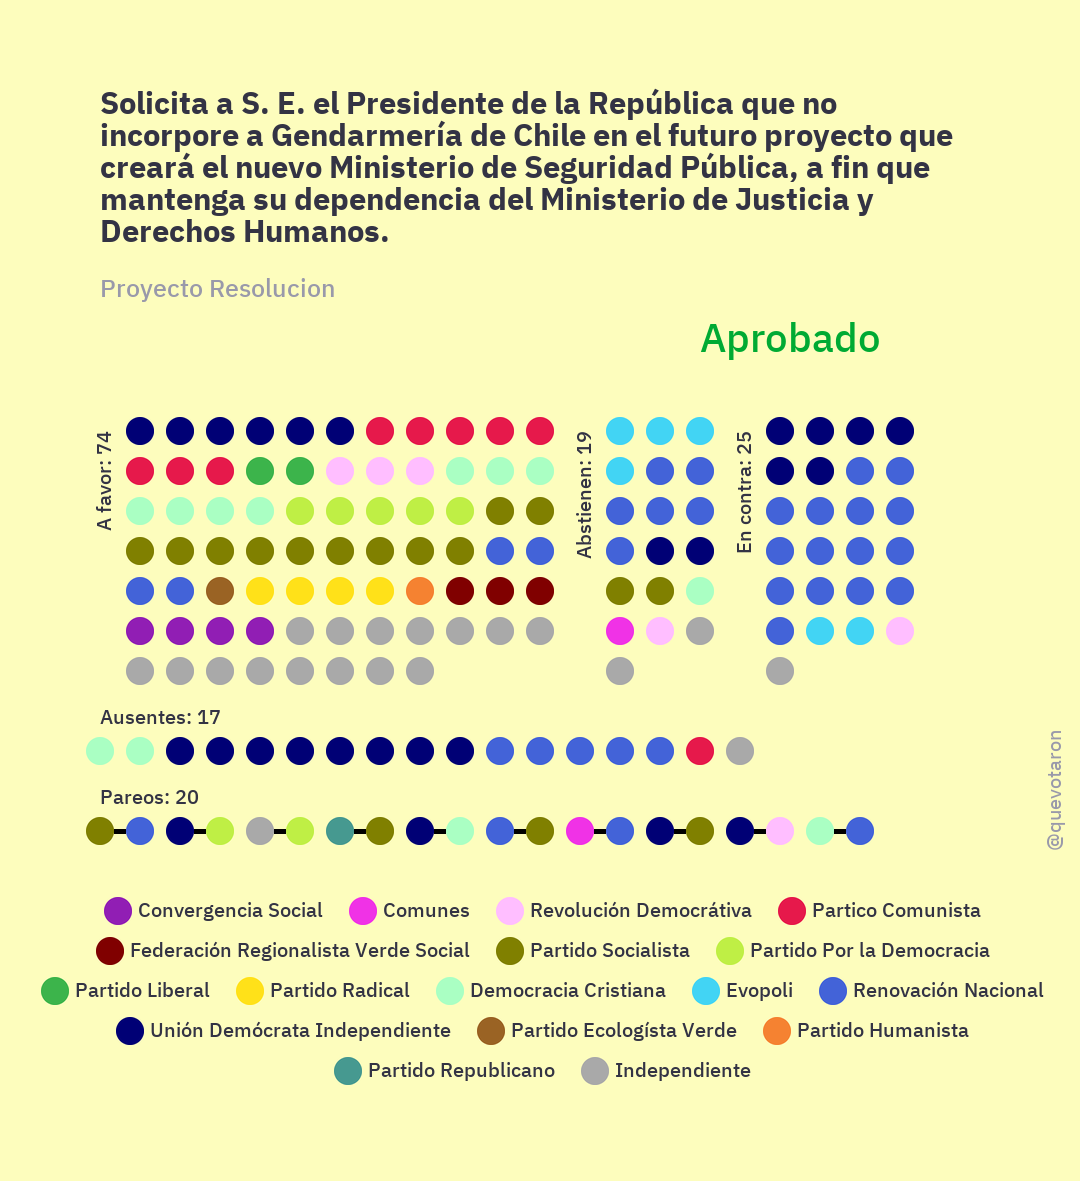 Solicita a S. E. el Presidente de la República que no
incorpore a Gendarmería de Chile en el futuro proyecto que
creará el nuevo Ministerio de Seguridad Pública, a fin que
mantenga su dependencia del Ministerio de Justicia y
Derechos Humanos.
Proyecto Resolucion
Aprobado
A favor: 74
Abstienen: 19
En contra: 25
Ausentes: 17
Pareos: 20
@quevotaron
Convergencia Social Comunes Revolución Democrátiva Partico Comunista
Federación Regionalista Verde Social Partido Socialista Partido Por la Democracia
Partido Liberal Partido Radical Democracia Cristiana Evopoli Renovación Nacional
Unión Demócrata Independiente Partido Ecologísta Verde Partido Humanista
Partido Republicano Independiente